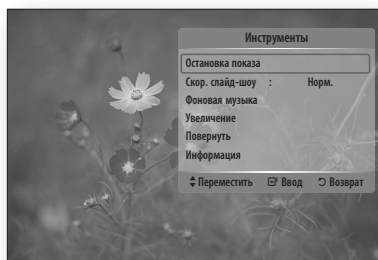 Инструменты
Остановка показа
Скор. слайд-шоу : Норм.
Фоновая музыка
Увеличение
Повернуть
Информация
Переместить Ввод Возврат